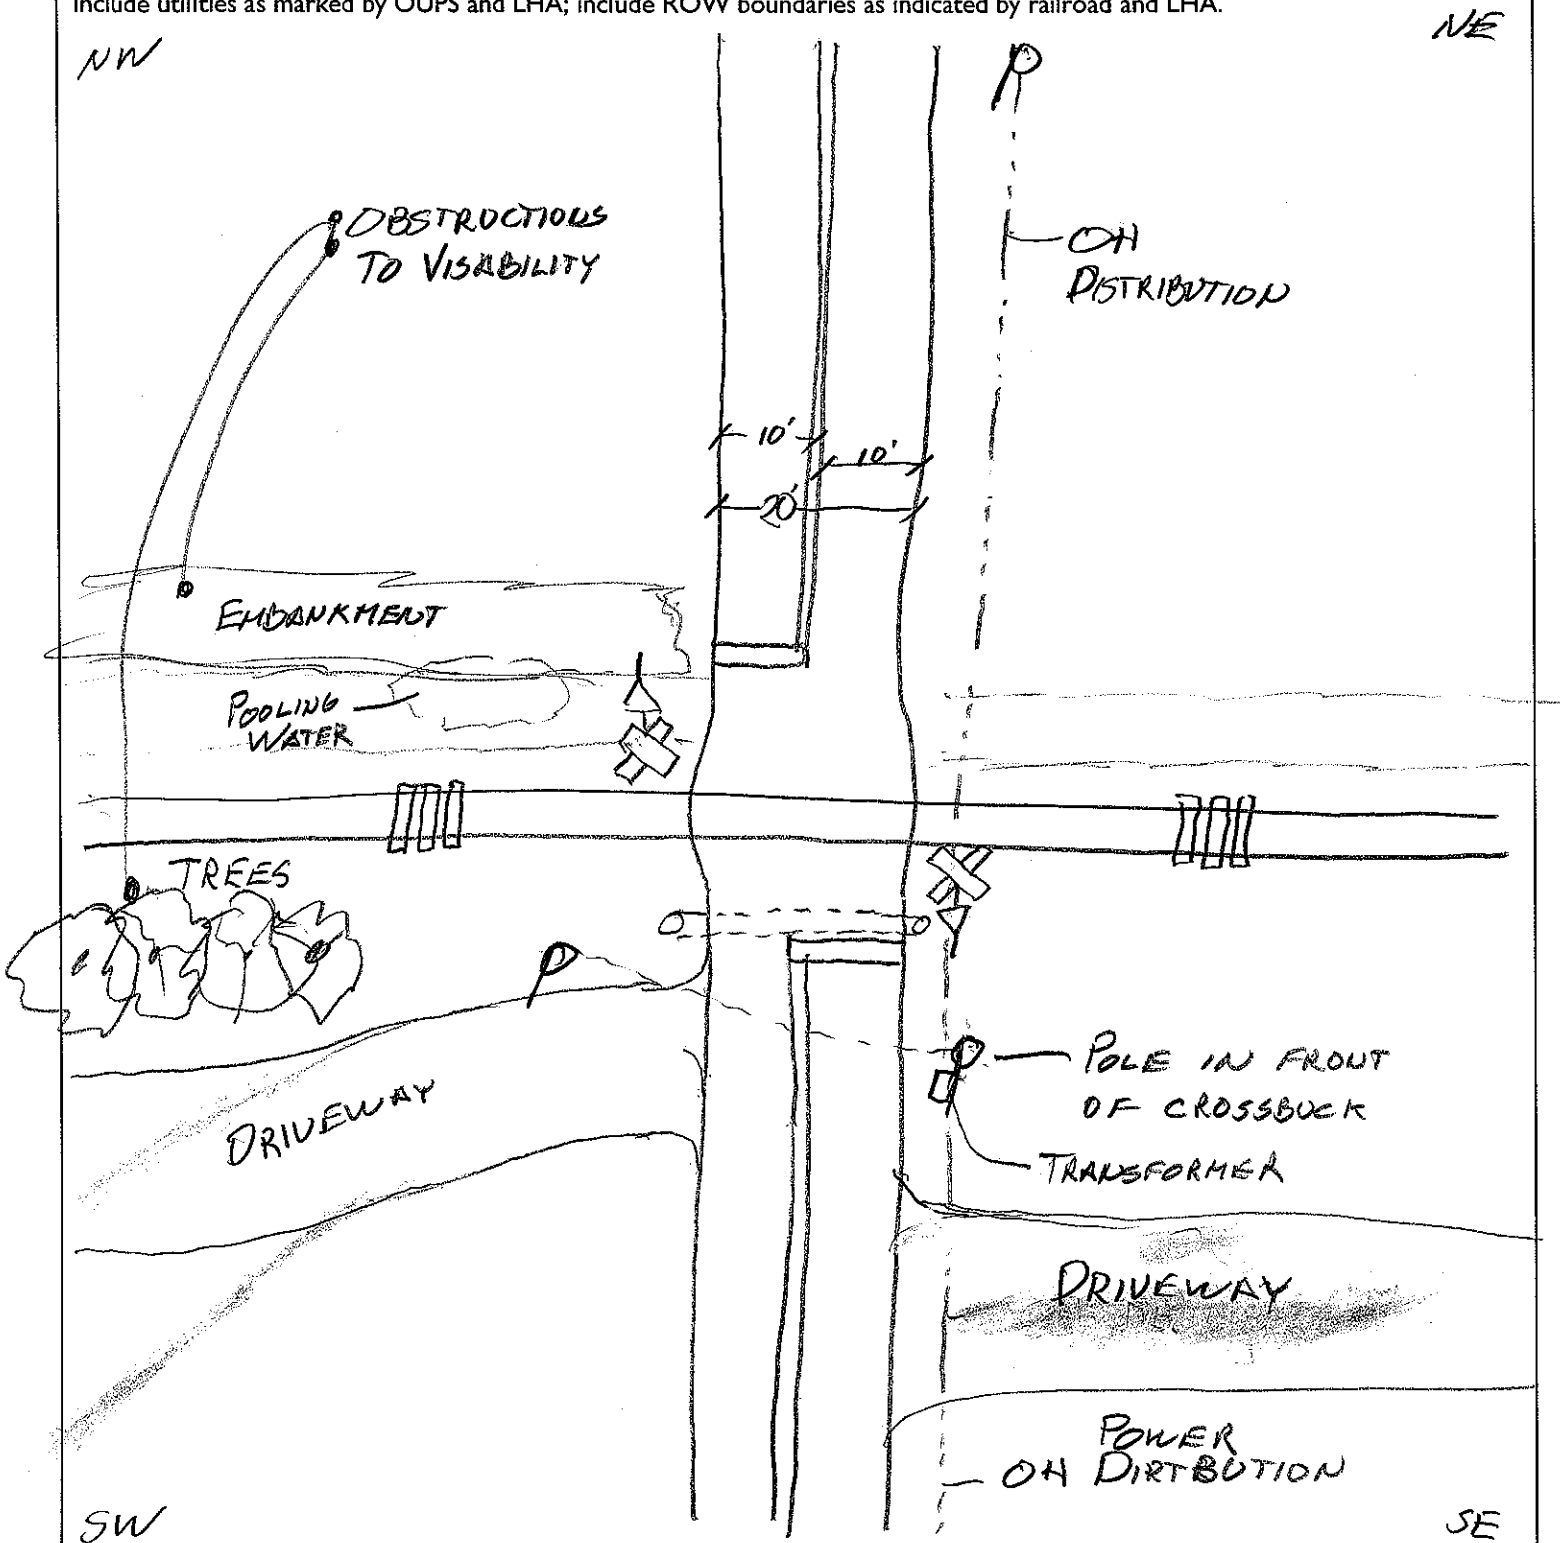 include utilities as marked by OUPS and LHA; include ROW boundaries as indicated by railroad and LHA.
NW
NE
OBSTRUCTIONS
TO VISABILITY
OH
DISTRIBUTION
10'
10'
20'
EMBANKMENT
POOLING
WATER
TREES
POLE IN FRONT
OF CROSSBUCK
DRIVEWAY
TRANSFORMER
DRIVEWAY
POWER
OH DIRTBUTION
SW
SE